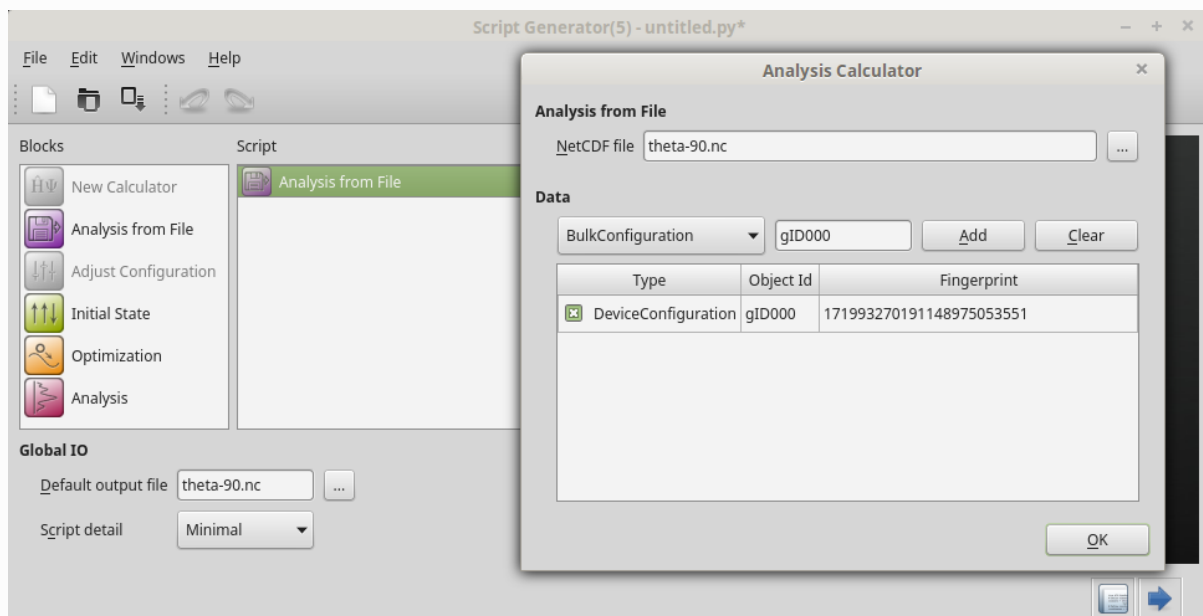 Script Generator(5) - untitled.py*
File Edit Windows Help
Blocks
ĤΨ New Calculator
Analysis from File
Adjust Configuration
Initial State
Optimization
Analysis
Script
Analysis from File
Global IO
Default output file theta-90.nc ...
Script detail Minimal
Analysis Calculator
Analysis from File
NetCDF file theta-90.nc ...
Data
BulkConfiguration gID000 Add Clear
Type Object Id Fingerprint
DeviceConfiguration gID000 171993270191148975053551
OK